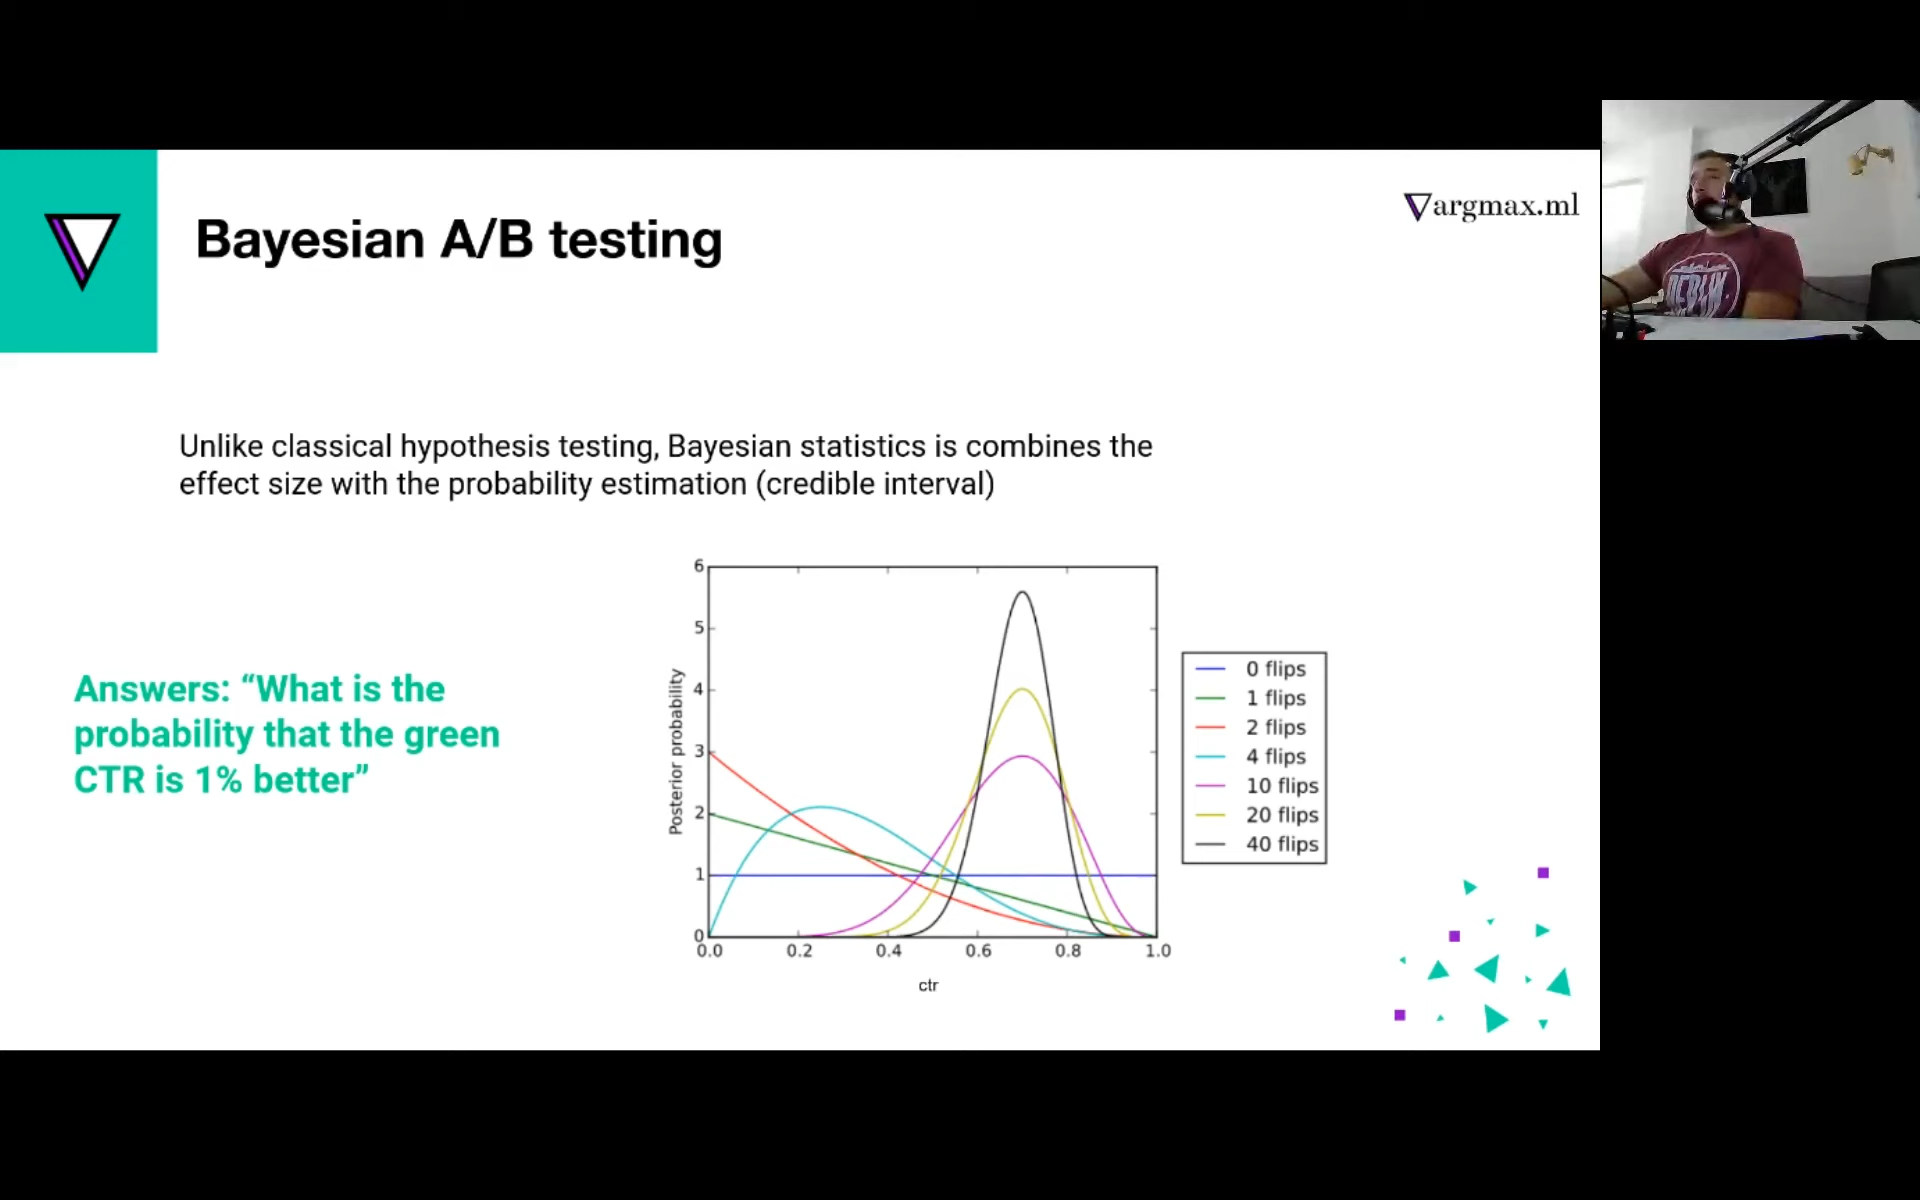 Bayesian A/B testing
argmax.ml
Unlike classical hypothesis testing, Bayesian statistics is combines the
effect size with the probability estimation (credible interval)
Answers: “What is the
probability that the green
CTR is 1% better”
Posterior probability
6
5
4
3
2
1
0
0.0 0.2 0.4 0.6 0.8 1.0
ctr
0 flips
1 flips
2 flips
4 flips
10 flips
20 flips
40 flips
BERLIN